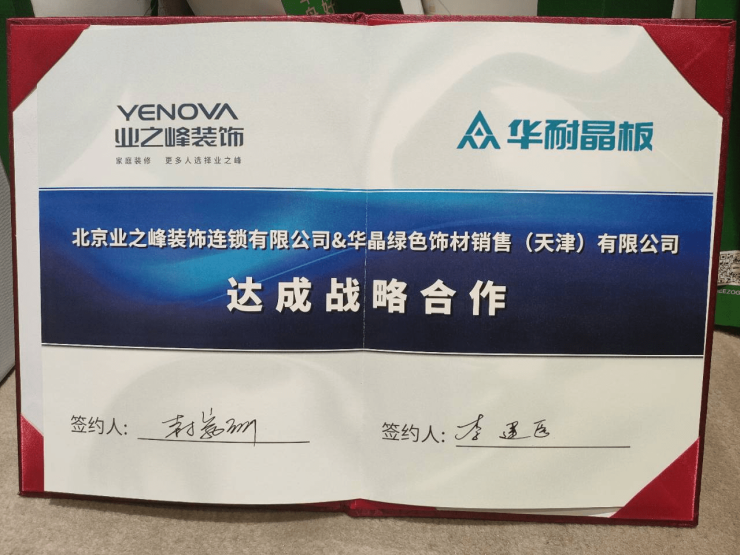 YENOVA
业之峰装饰
家庭装修 更多人选择业之峰
华耐晶板
北京业之峰装饰连锁有限公司&华晶绿色饰材销售（天津）有限公司
达成战略合作
签约人：
签约人：李建臣